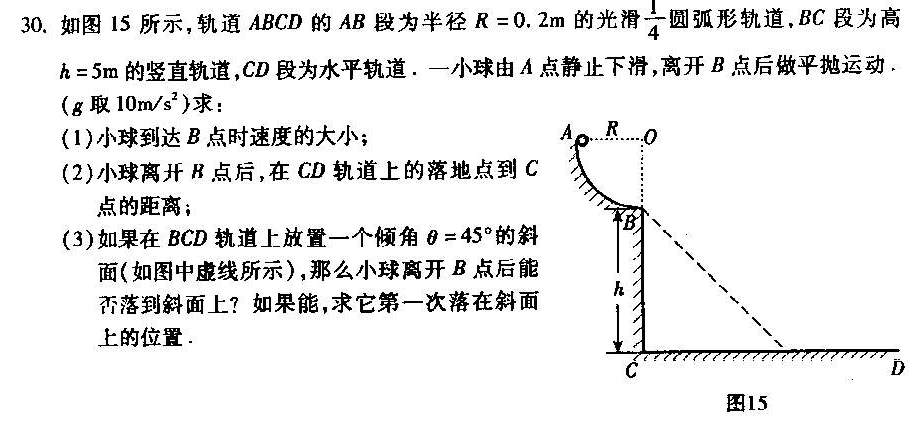 30. 如图 15 所示,轨道 ABCD 的 AB 段为半径 R = 0. 2m 的光滑 1/4 圆弧形轨道,BC 段为高
h = 5m 的竖直轨道,CD 段为水平轨道. 一小球由 A 点静止下滑,离开 B 点后做平抛运动.
(g 取 10m/s²)求:
(1)小球到达 B 点时速度的大小;
(2)小球离开 B 点后,在 CD 轨道上的落地点到 C
点的距离;
(3)如果在 BCD 轨道上放置一个倾角 θ = 45°的斜
面(如图中虚线所示),那么小球离开 B 点后能
否落到斜面上? 如果能,求它第一次落在斜面
上的位置.
A R O
B
h
C D
图15